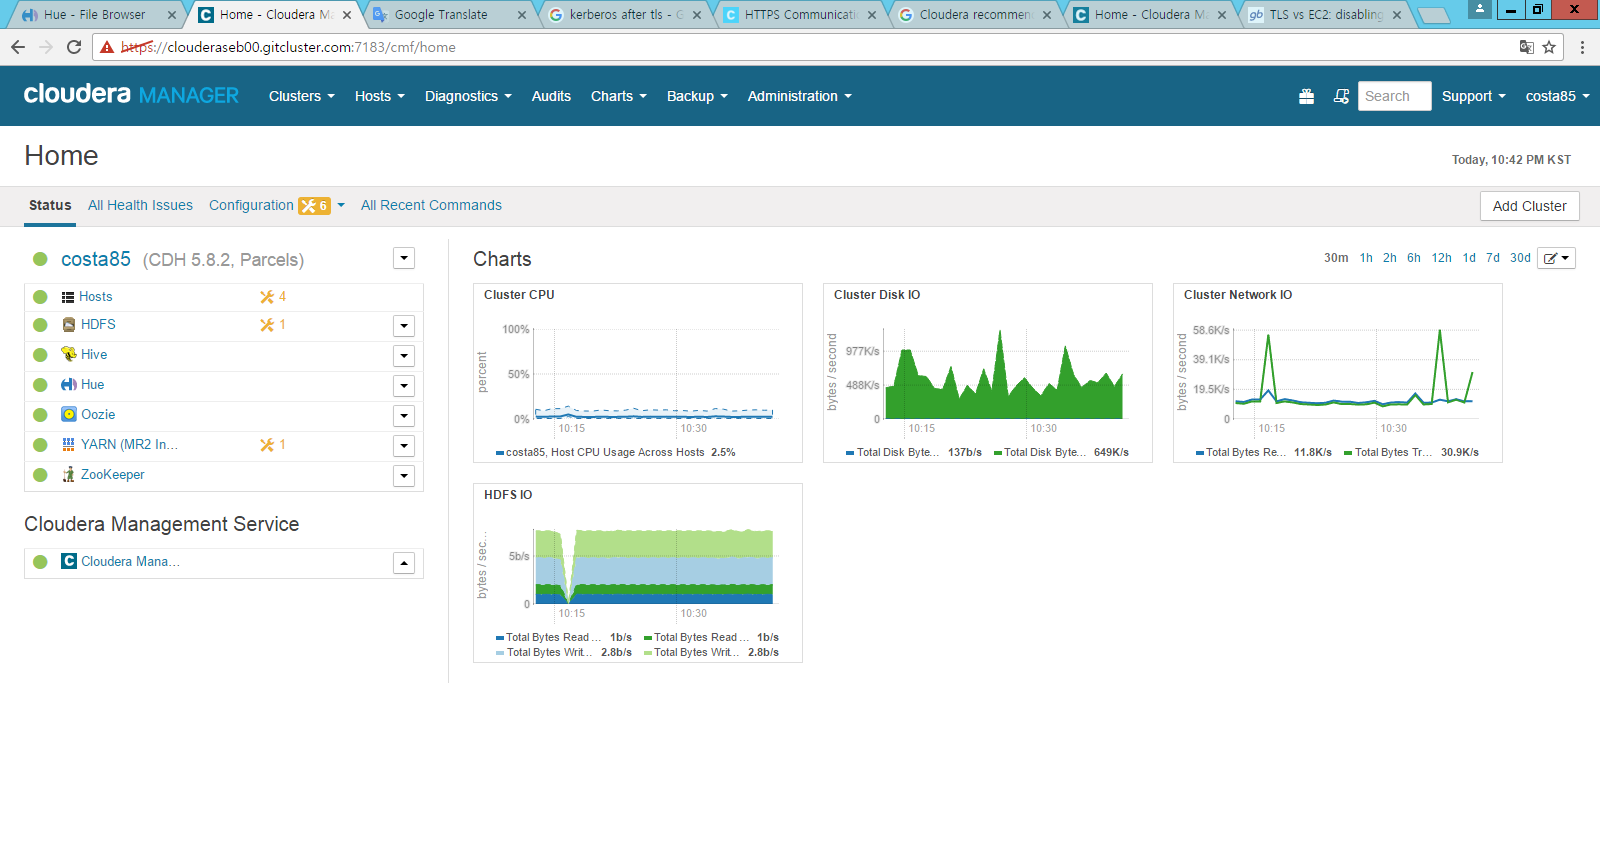 Hue - File Browser
Home - Cloudera Ma
Google Translate
kerberos after tls - G
HTTPS Communicatio
Cloudera recommen
Home - Cloudera Ma
TLS vs EC2: disabling
https://clouderaseb00.gitcluster.com:7183/cmf/home
cloudera MANAGER
Clusters
Hosts
Diagnostics
Audits
Charts
Backup
Administration
Search
Support
costa85
Home
Today, 10:42 PM KST
Status
All Health Issues
Configuration 6
All Recent Commands
Add Cluster
costa85 (CDH 5.8.2, Parcels)
Hosts 4
HDFS 1
Hive
Hue
Oozie
YARN (MR2 In... 1
ZooKeeper
Cloudera Management Service
Cloudera Mana...
Charts
30m 1h 2h 6h 12h 1d 7d 30d
Cluster CPU
percent
100%
50%
0%
10:15 10:30
costa85, Host CPU Usage Across Hosts 2.5%
Cluster Disk IO
bytes / second
977K/s
488K/s
0
10:15 10:30
Total Disk Byte... 137b/s Total Disk Byte... 649K/s
Cluster Network IO
bytes / second
58.6K/s
39.1K/s
19.5K/s
0
10:15 10:30
Total Bytes Re... 11.8K/s Total Bytes Tr... 30.9K/s
HDFS IO
bytes / sec...
5b/s
0
10:15 10:30
Total Bytes Read ... 1b/s Total Bytes Read ... 1b/s
Total Bytes Writ... 2.8b/s Total Bytes Writ... 2.8b/s